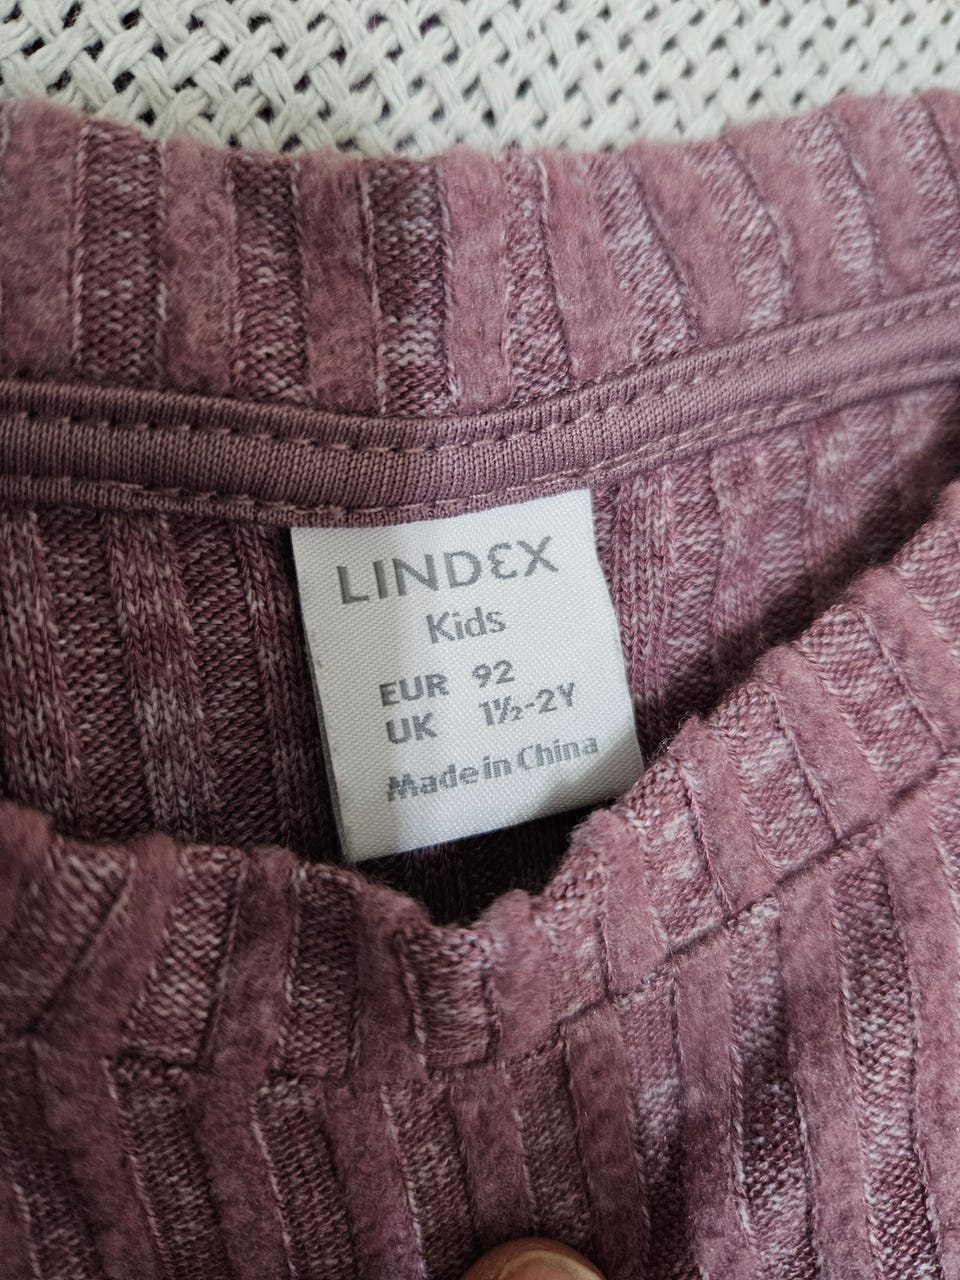 LINDEX
Kids
EUR 92
UK 1½-2Y
Made in China